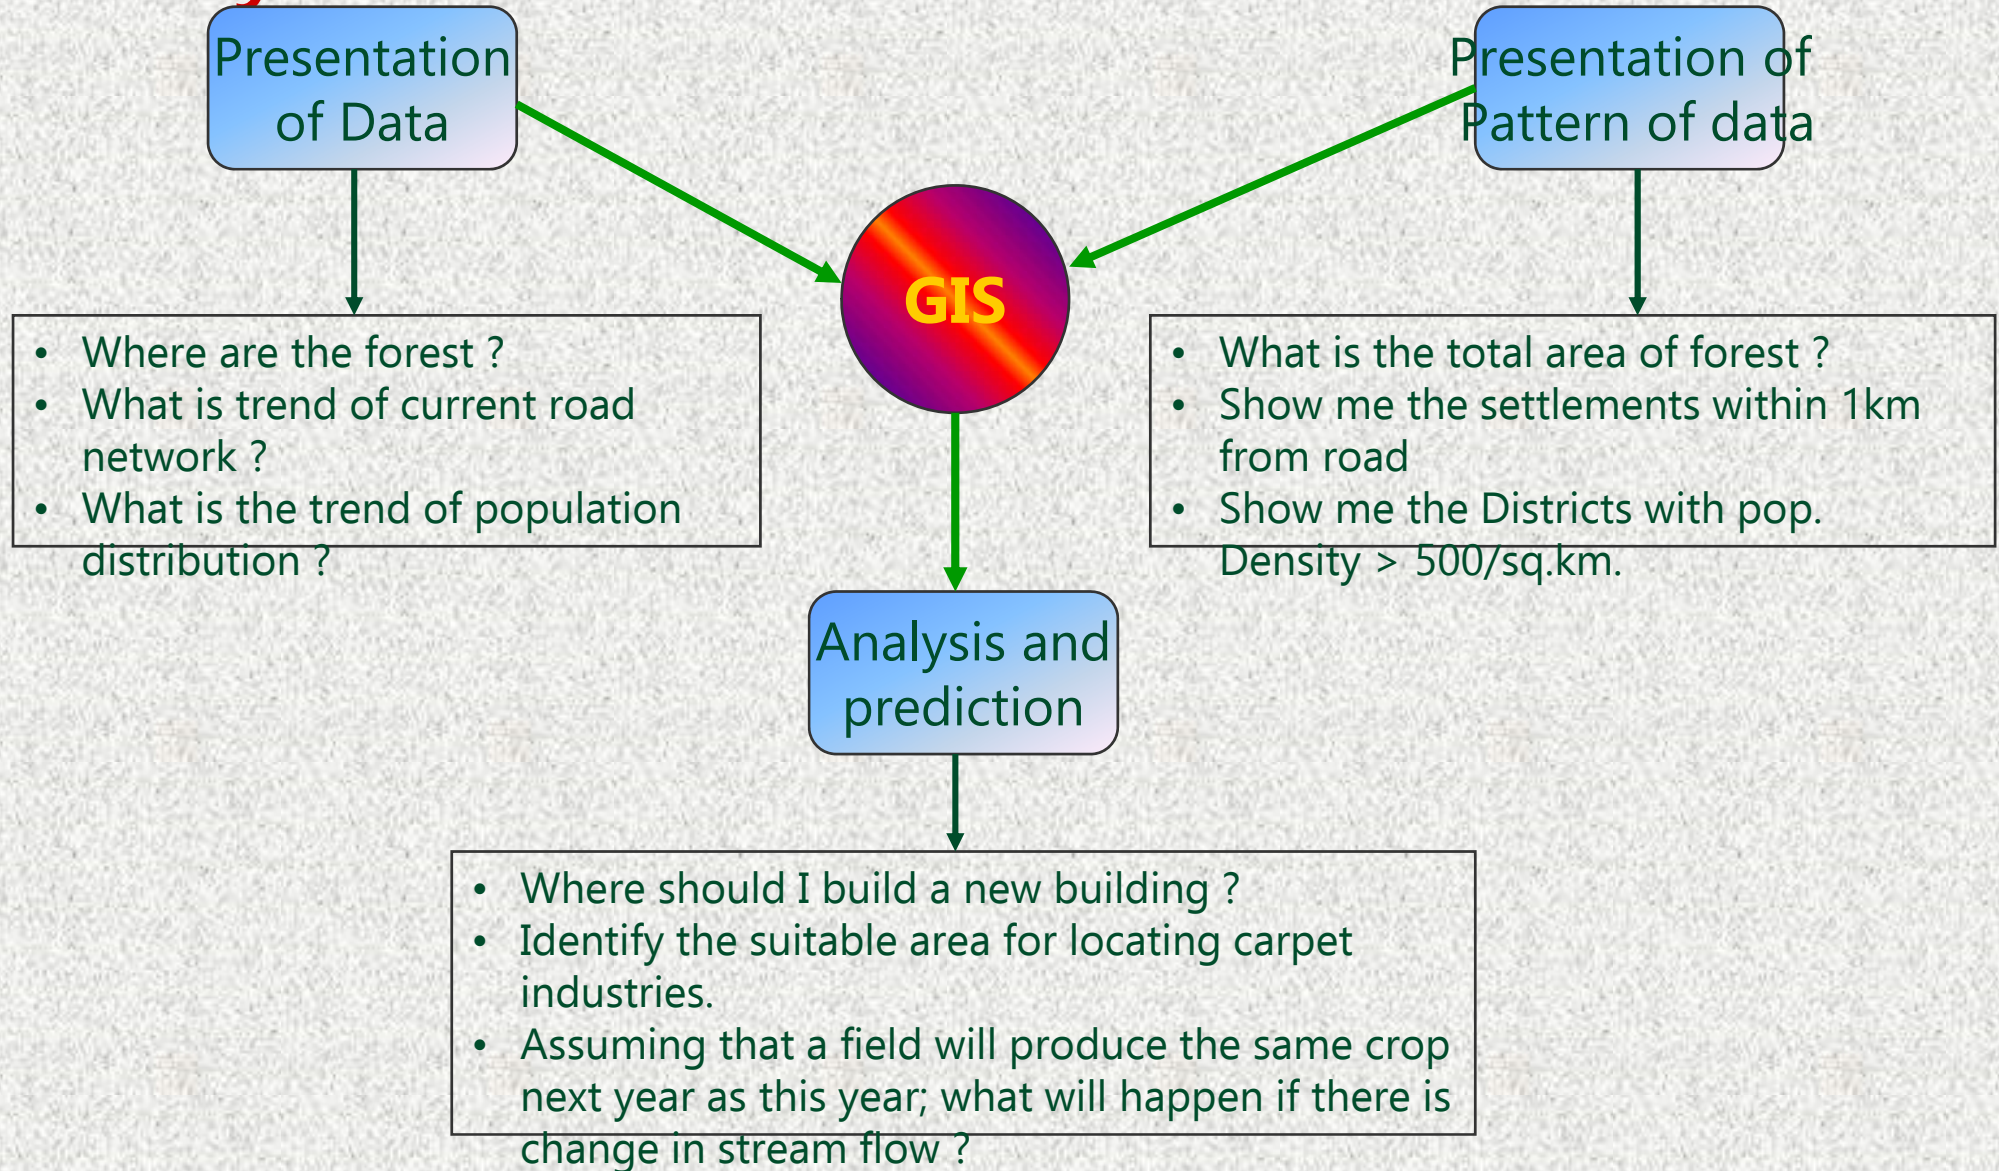 Presentation
of Data
Presentation of
Pattern of data
GIS
• Where are the forest ?
• What is trend of current road
network ?
• What is the trend of population
distribution ?
• What is the total area of forest ?
• Show me the settlements within 1km
from road
• Show me the Districts with pop.
Density > 500/sq.km.
Analysis and
prediction
• Where should I build a new building ?
• Identify the suitable area for locating carpet
industries.
• Assuming that a field will produce the same crop
next year as this year; what will happen if there is
change in stream flow ?